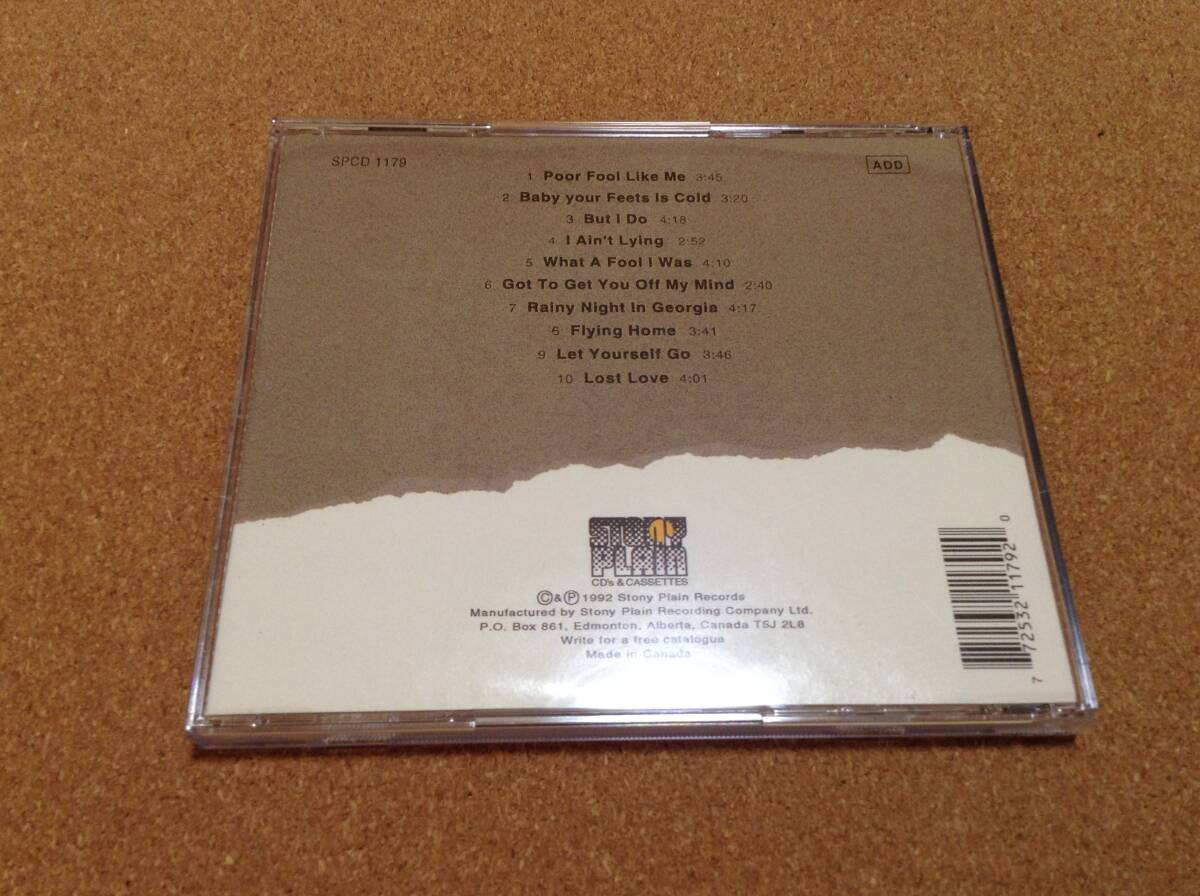 SPCD 1179
ADD
1 Poor Fool Like Me 3:45
2 Baby your Feets Is Cold 3:20
3 But I Do 4:18
4 I Ain't Lying 2:52
5 What A Fool I Was 4:10
6 Got To Get You Off My Mind 2:40
7 Rainy Night In Georgia 4:17
8 Flying Home 3:41
9 Let Yourself Go 3:46
10 Lost Love 4:01
STONY
PLAIN
CD's & CASSETTES
©&℗ 1992 Stony Plain Records
Manufactured by Stony Plain Recording Company Ltd.
P.O. Box 861, Edmonton, Alberta, Canada T5J 2L8
Write for a free catalogue
Made in Canada
7 72532 11792 0